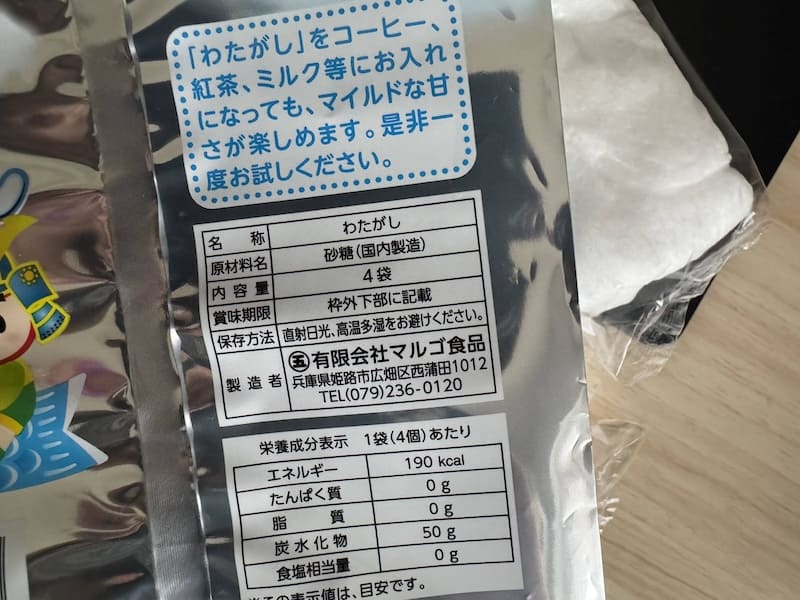 「わたがし」をコーヒー、
紅茶、ミルク等にお入れ
になっても、マイルドな甘
さが楽しめます。是非一
度お試しください。
名 称 わたがし
原材料名 砂糖(国内製造)
内容量 4袋
賞味期限 枠外下部に記載
保存方法 直射日光、高温多湿をお避けください。
製造者 ㊄有限会社マルゴ食品
兵庫県姫路市広畑区西蒲田1012
TEL(079)236-0120
栄養成分表示 1袋(4個)あたり
エネルギー 190 kcal
たんぱく質 0 g
脂 質 0 g
炭水化物 50 g
食塩相当量 0 g
※この表示値は、目安です。